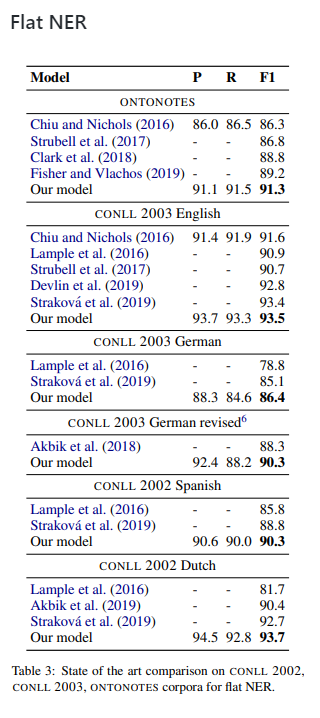 Flat NER
Model P R F1
ONTONOTES
Chiu and Nichols (2016) 86.0 86.5 86.3
Strubell et al. (2017) - - 86.8
Clark et al. (2018) - - 88.8
Fisher and Vlachos (2019) - - 89.2
Our model 91.1 91.5 91.3
CONLL 2003 English
Chiu and Nichols (2016) 91.4 91.9 91.6
Lample et al. (2016) - - 90.9
Strubell et al. (2017) - - 90.7
Devlin et al. (2019) - - 92.8
Straková et al. (2019) - - 93.4
Our model 93.7 93.3 93.5
CONLL 2003 German
Lample et al. (2016) - - 78.8
Straková et al. (2019) - - 85.1
Our model 88.3 84.6 86.4
CONLL 2003 German revised⁶
Akbik et al. (2018) - - 88.3
Our model 92.4 88.2 90.3
CONLL 2002 Spanish
Lample et al. (2016) - - 85.8
Straková et al. (2019) - - 88.8
Our model 90.6 90.0 90.3
CONLL 2002 Dutch
Lample et al. (2016) - - 81.7
Akbik et al. (2019) - - 90.4
Straková et al. (2019) - - 92.7
Our model 94.5 92.8 93.7
Table 3: State of the art comparison on CONLL 2002,
CONLL 2003, ONTONOTES corpora for flat NER.